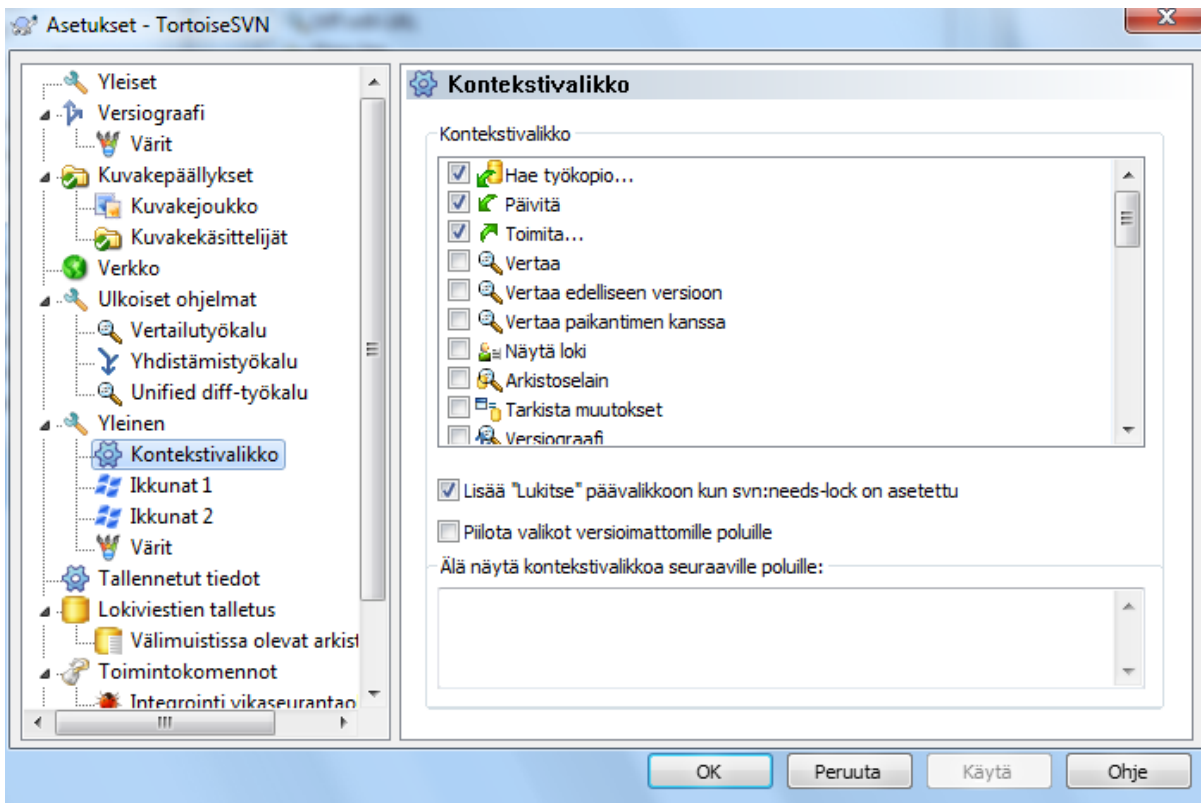 Asetukset - TortoiseSVN
Yleiset
Versiograafi
Värit
Kuvakepäällykset
Kuvakejoukko
Kuvakekäsittelijät
Verkko
Ulkoiset ohjelmat
Vertailutyökalu
Yhdistämistyökalu
Unified diff-työkalu
Yleinen
Kontekstivalikko
Ikkunat 1
Ikkunat 2
Värit
Tallennetut tiedot
Lokiviestien talletus
Välimuistissa olevat arkist
Toimintokomennot
Integrointi vikaseurantao
Kontekstivalikko
Kontekstivalikko
Hae työkopio...
Päivitä
Toimita...
Vertaa
Vertaa edelliseen versioon
Vertaa paikantimen kanssa
Näytä loki
Arkistoselain
Tarkista muutokset
Versiograafi
Lisää "Lukitse" päävalikkoon kun svn:needs-lock on asetettu
Piilota valikot versioimattomille poluille
Älä näytä kontekstivalikkoa seuraaville poluille:
OK
Peruuta
Käytä
Ohje